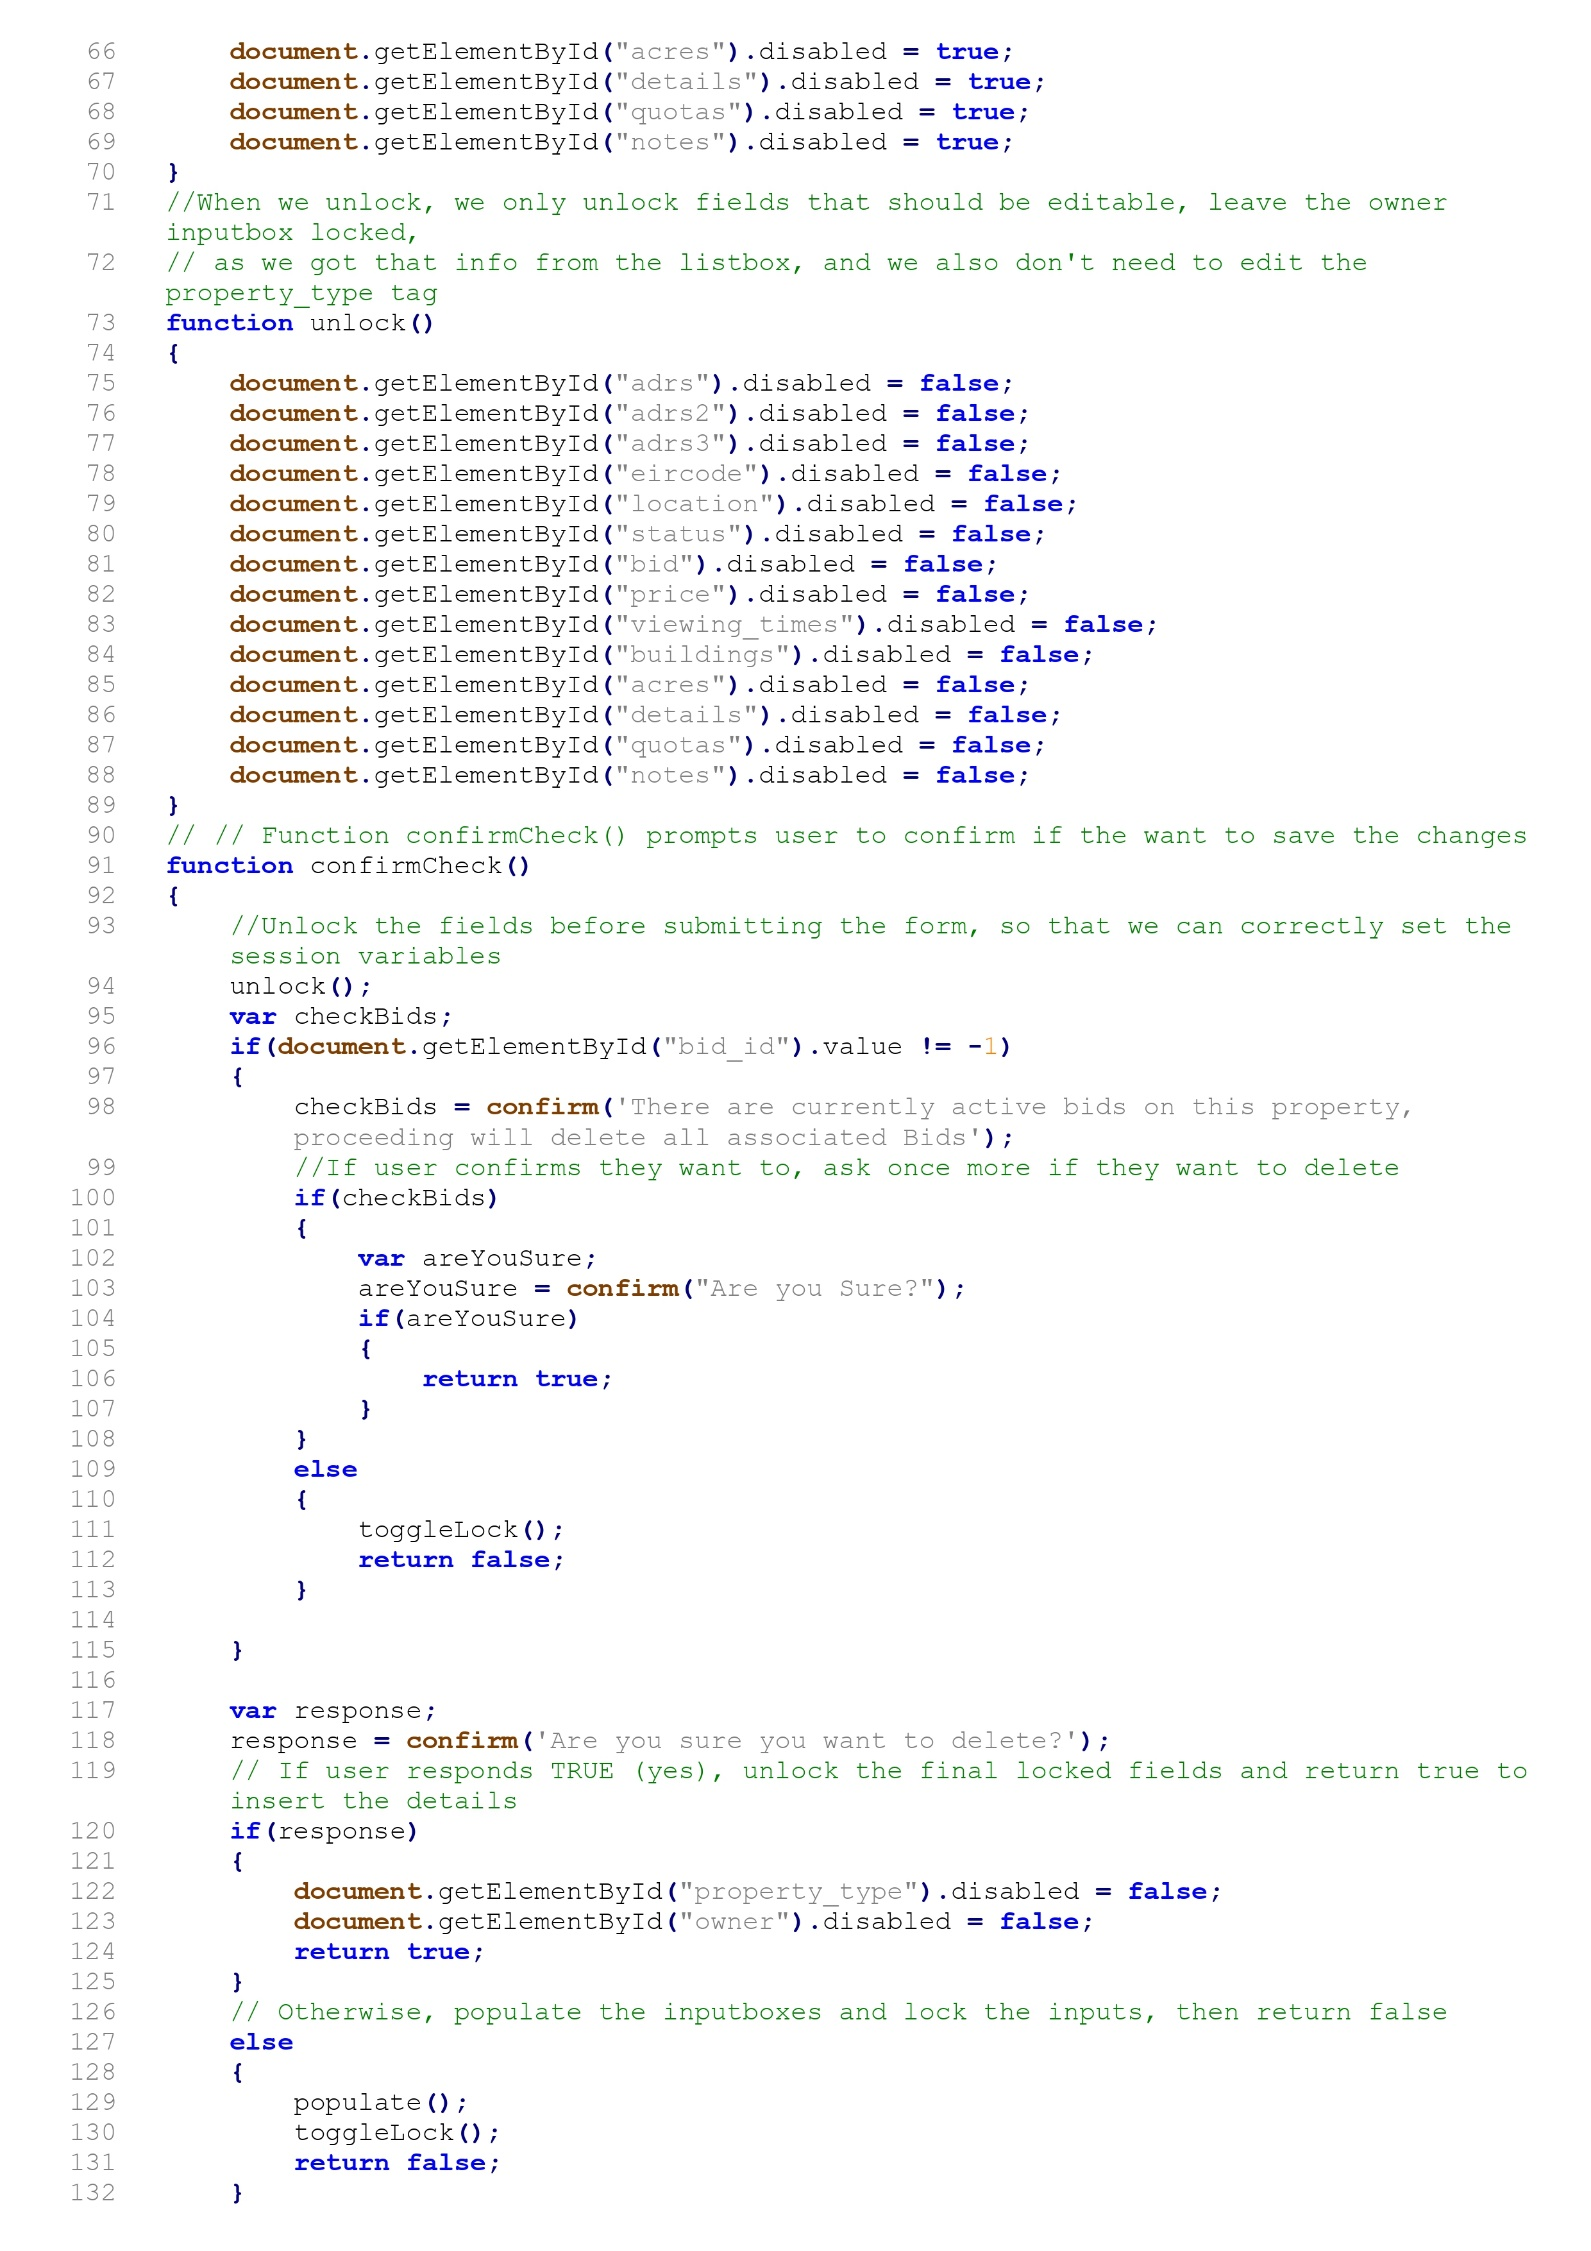 66 document.getElementById("acres").disabled = true;
67 document.getElementById("details").disabled = true;
68 document.getElementById("quotas").disabled = true;
69 document.getElementById("notes").disabled = true;
70 }
71 //When we unlock, we only unlock fields that should be editable, leave the owner
inputbox locked,
72 // as we got that info from the listbox, and we also don't need to edit the
property_type tag
73 function unlock()
74 {
75 document.getElementById("adrs").disabled = false;
76 document.getElementById("adrs2").disabled = false;
77 document.getElementById("adrs3").disabled = false;
78 document.getElementById("eircode").disabled = false;
79 document.getElementById("location").disabled = false;
80 document.getElementById("status").disabled = false;
81 document.getElementById("bid").disabled = false;
82 document.getElementById("price").disabled = false;
83 document.getElementById("viewing_times").disabled = false;
84 document.getElementById("buildings").disabled = false;
85 document.getElementById("acres").disabled = false;
86 document.getElementById("details").disabled = false;
87 document.getElementById("quotas").disabled = false;
88 document.getElementById("notes").disabled = false;
89 }
90 // // Function confirmCheck() prompts user to confirm if the want to save the changes
91 function confirmCheck()
92 {
93 //Unlock the fields before submitting the form, so that we can correctly set the
session variables
94 unlock();
95 var checkBids;
96 if(document.getElementById("bid_id").value != -1)
97 {
98 checkBids = confirm('There are currently active bids on this property,
proceeding will delete all associated Bids');
99 //If user confirms they want to, ask once more if they want to delete
100 if(checkBids)
101 {
102 var areYouSure;
103 areYouSure = confirm("Are you Sure?");
104 if(areYouSure)
105 {
106 return true;
107 }
108 }
109 else
110 {
111 toggleLock();
112 return false;
113 }
114
115 }
116
117 var response;
118 response = confirm('Are you sure you want to delete?');
119 // If user responds TRUE (yes), unlock the final locked fields and return true to
insert the details
120 if(response)
121 {
122 document.getElementById("property_type").disabled = false;
123 document.getElementById("owner").disabled = false;
124 return true;
125 }
126 // Otherwise, populate the inputboxes and lock the inputs, then return false
127 else
128 {
129 populate();
130 toggleLock();
131 return false;
132 }